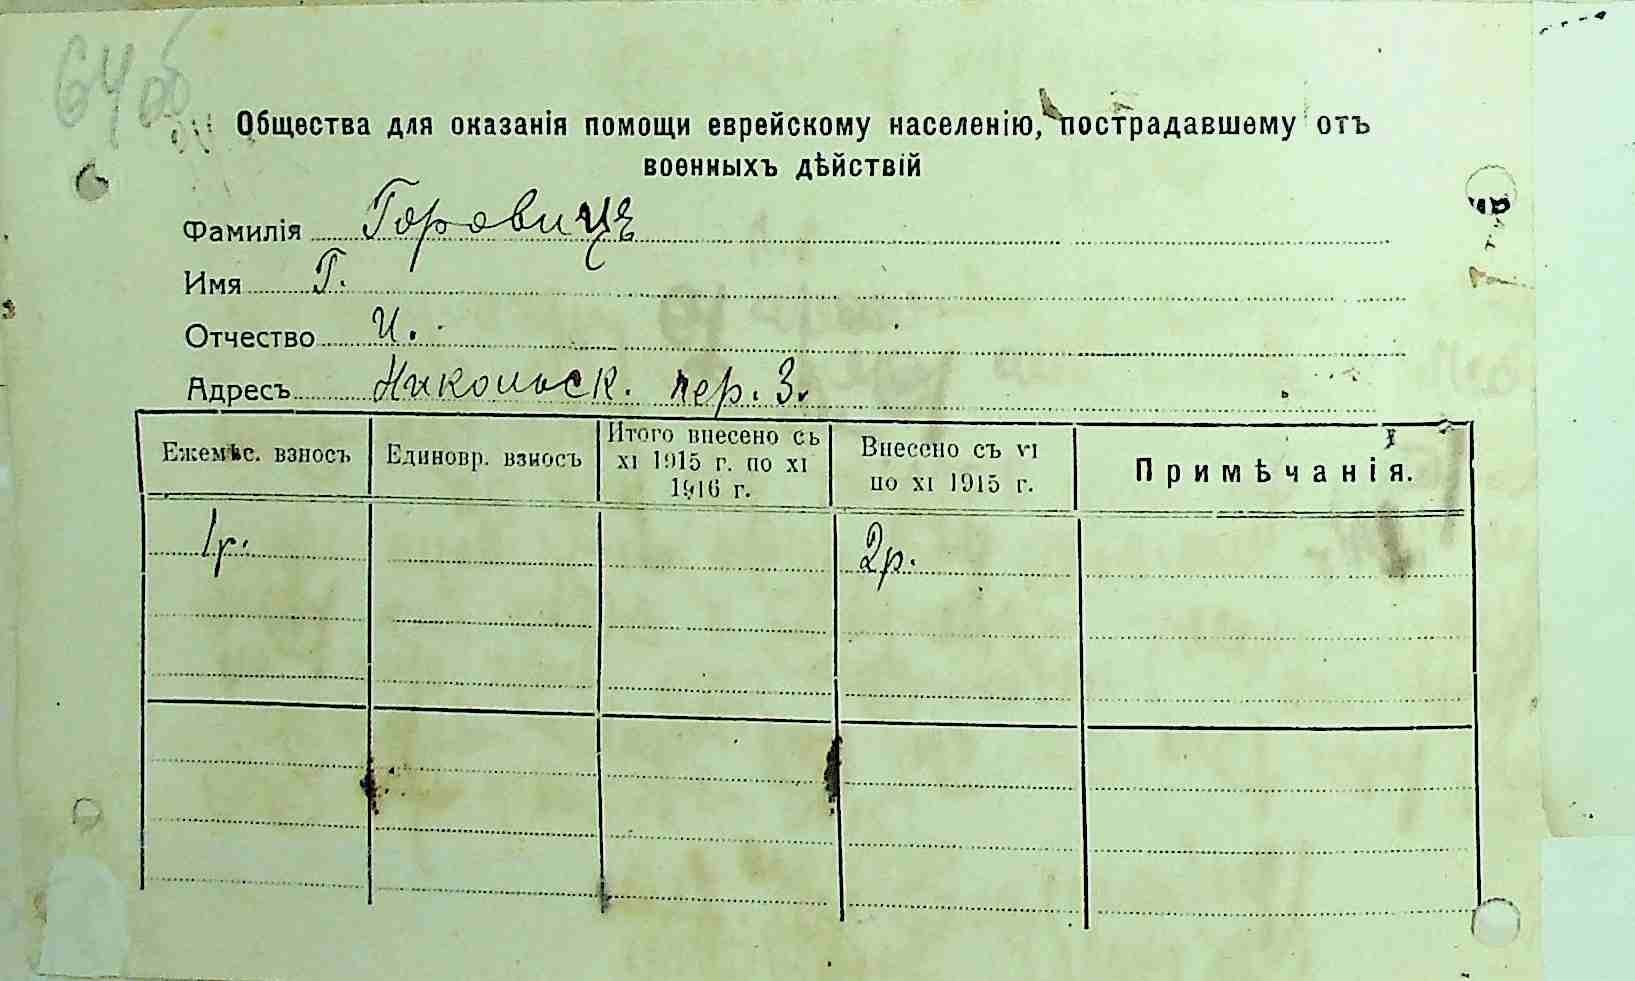 64 об
Общества для оказанія помощи еврейскому населенію, пострадавшему отъ
военныхъ дѣйствій
Фамилія Горовицъ
Имя Г.
Отчество И.
Адресъ Никольск. пер. 3.
Ежемѣс. взносъ
Единовр. взносъ
Итого внесено съ
XI 1915 г. по XI
1916 г.
Внесено съ VI
по XI 1915 г.
Примѣчанія.
1р.
2р.